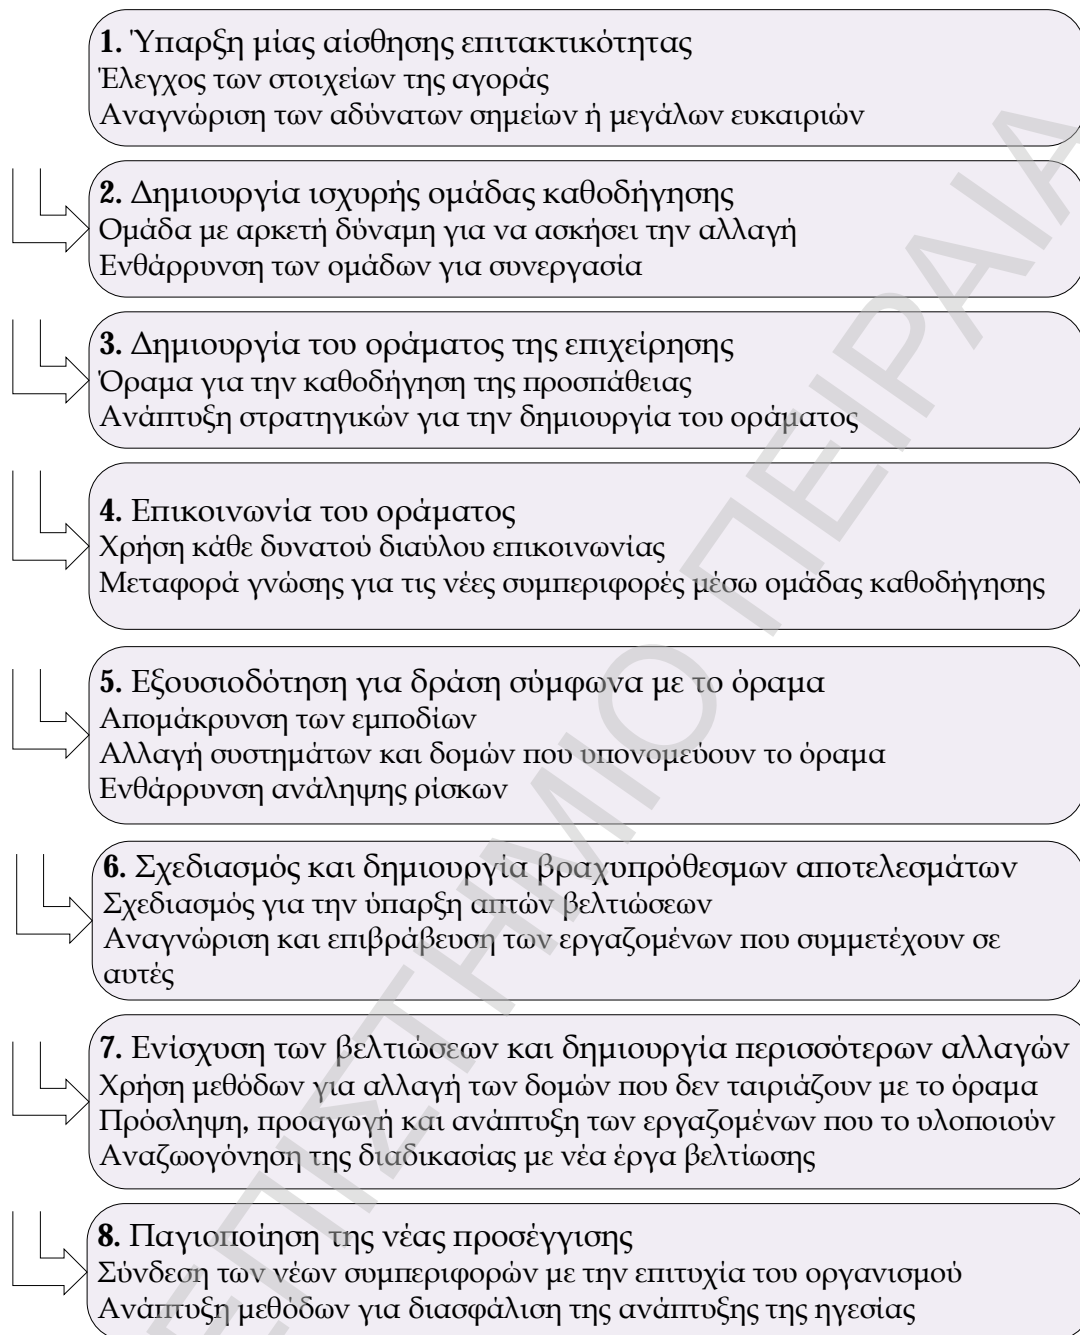 1. Ύπαρξη μίας αίσθησης επιτακτικότητας
Έλεγχος των στοιχείων της αγοράς
Αναγνώριση των αδύνατων σημείων ή μεγάλων ευκαιριών
2. Δημιουργία ισχυρής ομάδας καθοδήγησης
Ομάδα με αρκετή δύναμη για να ασκήσει την αλλαγή
Ενθάρρυνση των ομάδων για συνεργασία
3. Δημιουργία του οράματος της επιχείρησης
Όραμα για την καθοδήγηση της προσπάθειας
Ανάπτυξη στρατηγικών για την δημιουργία του οράματος
4. Επικοινωνία του οράματος
Χρήση κάθε δυνατού διαύλου επικοινωνίας
Μεταφορά γνώσης για τις νέες συμπεριφορές μέσω ομάδας καθοδήγησης
5. Εξουσιοδότηση για δράση σύμφωνα με το όραμα
Απομάκρυνση των εμποδίων
Αλλαγή συστημάτων και δομών που υπονομεύουν το όραμα
Ενθάρρυνση ανάληψης ρίσκων
6. Σχεδιασμός και δημιουργία βραχυπρόθεσμων αποτελεσμάτων
Σχεδιασμός για την ύπαρξη απτών βελτιώσεων
Αναγνώριση και επιβράβευση των εργαζομένων που συμμετέχουν σε
αυτές
7. Ενίσχυση των βελτιώσεων και δημιουργία περισσότερων αλλαγών
Χρήση μεθόδων για αλλαγή των δομών που δεν ταιριάζουν με το όραμα
Πρόσληψη, προαγωγή και ανάπτυξη των εργαζομένων που το υλοποιούν
Αναζωογόνηση της διαδικασίας με νέα έργα βελτίωσης
8. Παγιοποίηση της νέας προσέγγισης
Σύνδεση των νέων συμπεριφορών με την επιτυχία του οργανισμού
Ανάπτυξη μεθόδων για διασφάλιση της ανάπτυξης της ηγεσίας